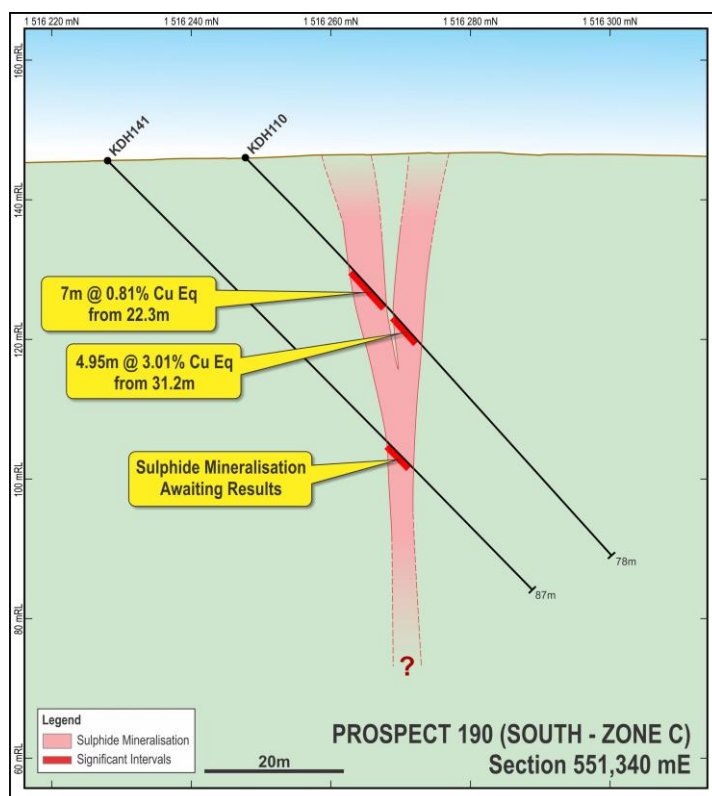 1 516 220 mN
1 516 240 mN
1 516 260 mN
1 516 280 mN
1 516 300 mN
160 mRL
140 mRL
120 mRL
100 mRL
80 mRL
60 mRL
KDH141
KDH110
7m @ 0.81% Cu Eq
from 22.3m
4.95m @ 3.01% Cu Eq
from 31.2m
Sulphide Mineralisation
Awaiting Results
78m
87m
?
Legend
Sulphide Mineralisation
Significant Intervals
20m
PROSPECT 190 (SOUTH - ZONE C)
Section 551,340 mE